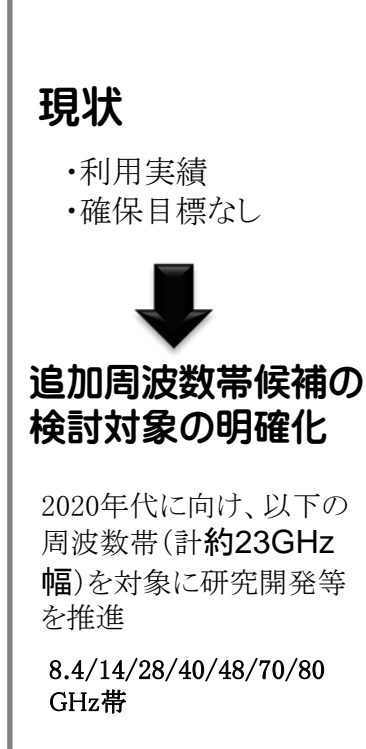 現状
・利用実績
・確保目標なし
追加周波数帯候補の
検討対象の明確化
2020年代に向け、以下の
周波数帯（計約23GHz
幅）を対象に研究開発等
を推進
8.4/14/28/40/48/70/80
GHz帯